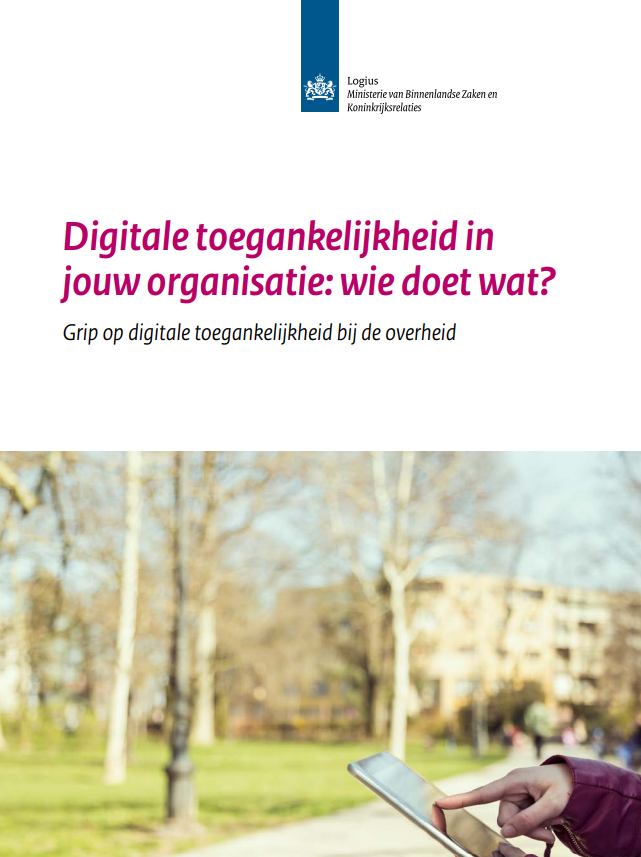 Logius
Ministerie van Binnenlandse Zaken en
Koninkrijksrelaties
Digitale toegankelijkheid in
jouw organisatie: wie doet wat?
Grip op digitale toegankelijkheid bij de overheid